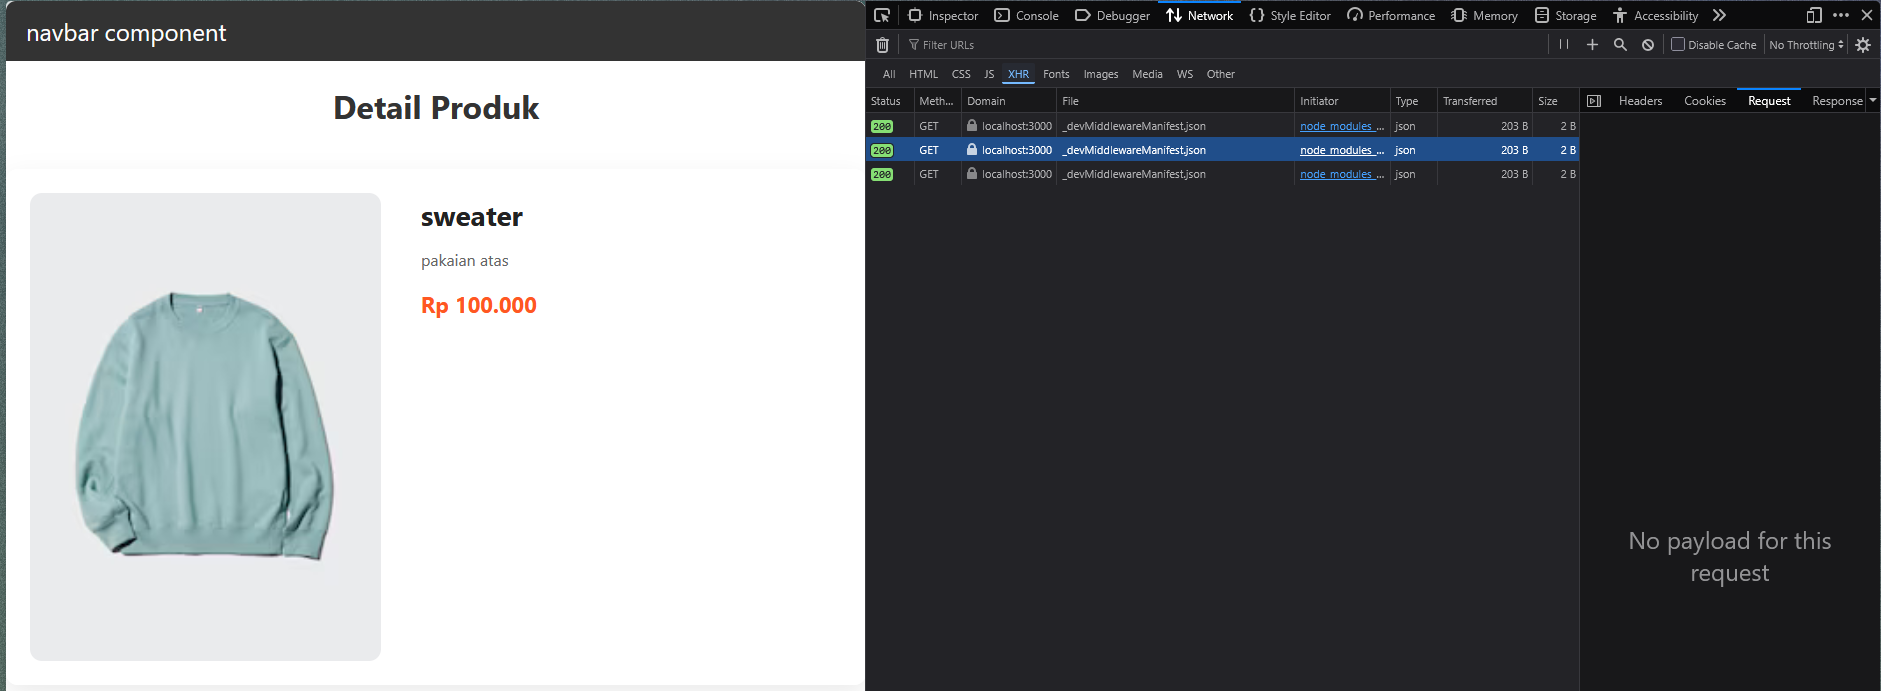 navbar component
Detail Produk
sweater
pakaian atas
Rp 100.000
Inspector Console Debugger Network Style Editor Performance Memory Storage Accessibility
Filter URLs Disable Cache No Throttling
All HTML CSS JS XHR Fonts Images Media WS Other
Status Meth... Domain File Initiator Type Transferred Size Headers Cookies Request Response
200 GET localhost:3000 _devMiddlewareManifest.json node_modules_... json 203 B 2 B
200 GET localhost:3000 _devMiddlewareManifest.json node_modules_... json 203 B 2 B
200 GET localhost:3000 _devMiddlewareManifest.json node_modules_... json 203 B 2 B
No payload for this
request